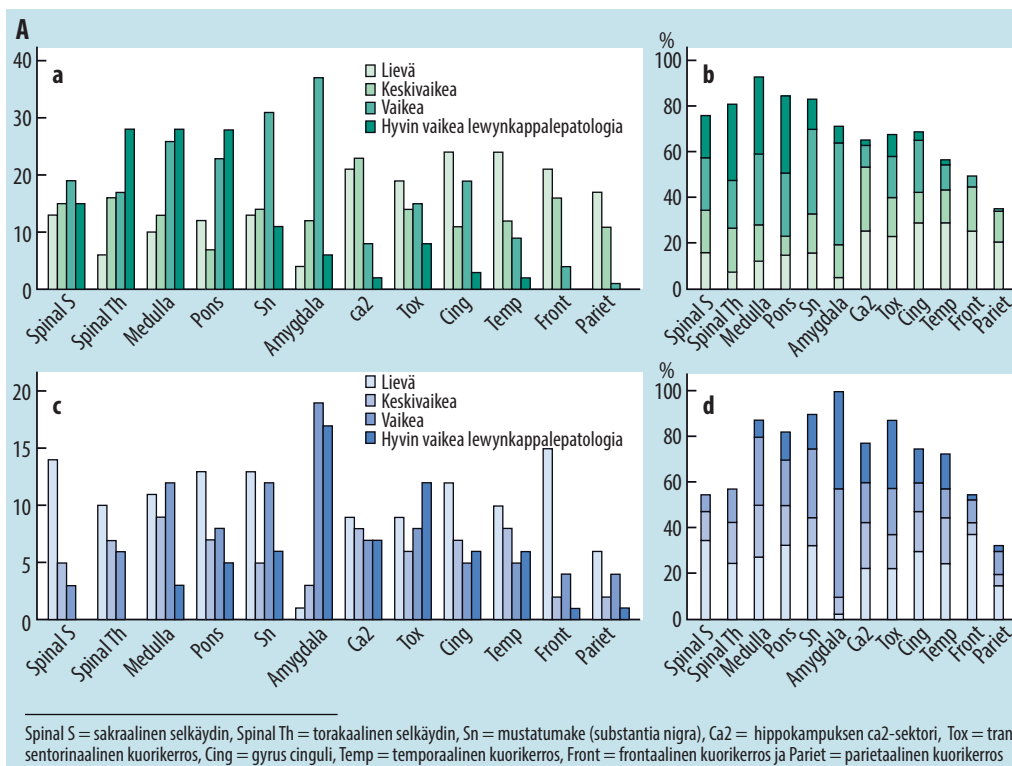 A
a
40
30
20
10
0
Lievä
Keskivaikea
Vaikea
Hyvin vaikea lewynkappalepatologia
Spinal S
Spinal Th
Medulla
Pons
Sn
Amygdala
ca2
Tox
Cing
Temp
Front
Pariet
%
b
100
80
60
40
20
0
Spinal S
Spinal Th
Medulla
Pons
Sn
Amygdala
Ca2
Tox
Cing
Temp
Front
Pariet
c
20
15
10
5
0
Lievä
Keskivaikea
Vaikea
Hyvin vaikea lewynkappalepatologia
Spinal S
Spinal Th
Medulla
Pons
Sn
Amygdala
Ca2
Tox
Cing
Temp
Front
Pariet
%
d
100
80
60
40
20
0
Spinal S
Spinal Th
Medulla
Pons
Sn
Amygdala
Ca2
Tox
Cing
Temp
Front
Pariet
Spinal S = sakraalinen selkäydin, Spinal Th = torakaalinen selkäydin, Sn = mustatumake (substantia nigra), Ca2 = hippokampuksen ca2-sektori, Tox = tran
sentorinaalinen kuorikerros, Cing = gyrus cinguli, Temp = temporaalinen kuorikerros, Front = frontaalinen kuorikerros ja Pariet = parietaalinen kuorikerros